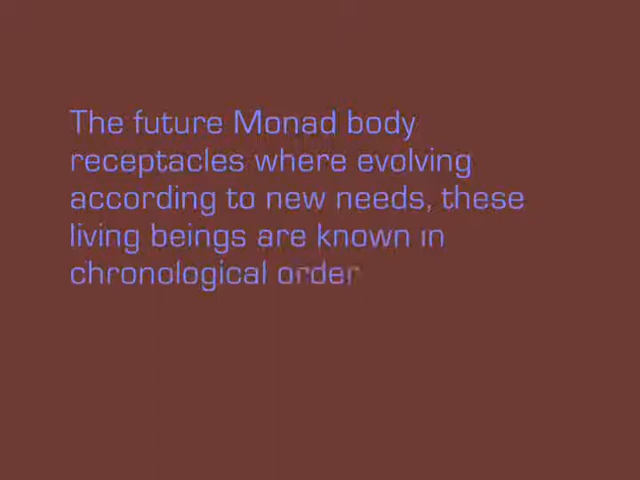 The future Monad body
receptacles where evolving
according to new needs, these
living beings are known in
chronological order